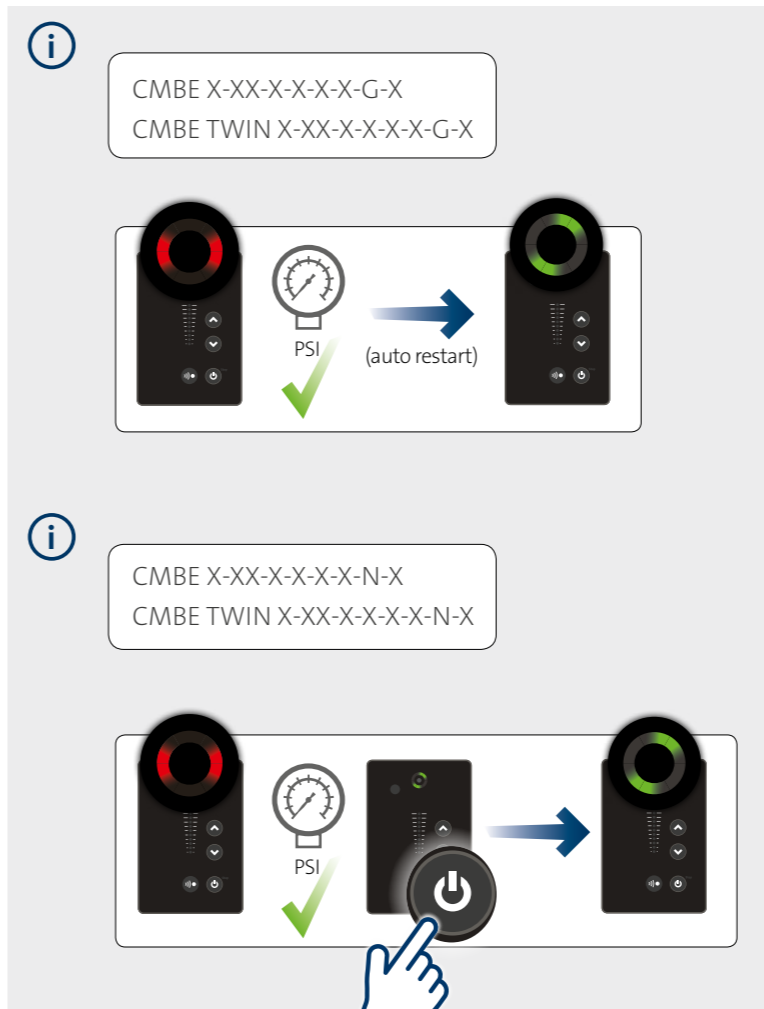 i
CMBE X-XX-X-X-X-X-G-X
CMBE TWIN X-XX-X-X-X-X-G-X
PSI
(auto restart)
i
CMBE X-XX-X-X-X-X-N-X
CMBE TWIN X-XX-X-X-X-X-N-X
PSI